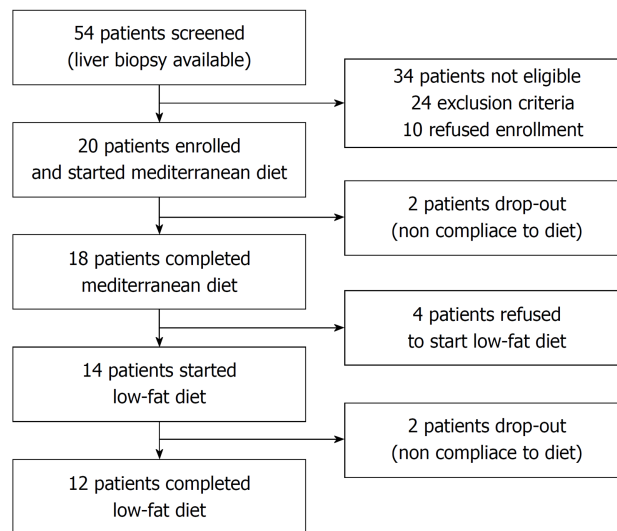 54 patients screened
(liver biopsy available)
34 patients not eligible
24 exclusion criteria
10 refused enrollment
20 patients enrolled
and started mediterranean diet
2 patients drop-out
(non compliace to diet)
18 patients completed
mediterranean diet
4 patients refused
to start low-fat diet
14 patients started
low-fat diet
2 patients drop-out
(non compliace to diet)
12 patients completed
low-fat diet